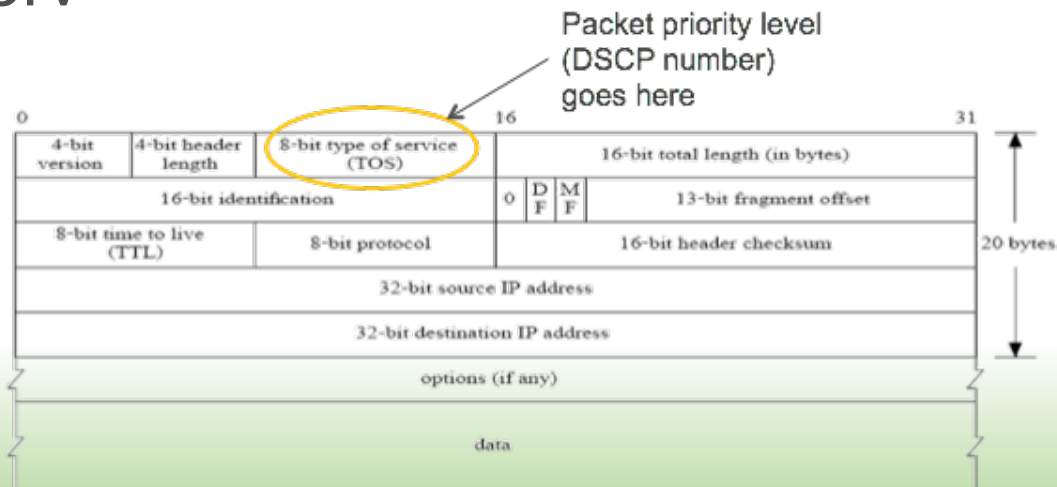 Packet priority level
(DSCP number)
goes here
0 16 31
4-bit version 4-bit header length 8-bit type of service (TOS) 16-bit total length (in bytes)
16-bit identification 0 DF MF 13-bit fragment offset
8-bit time to live (TTL) 8-bit protocol 16-bit header checksum 20 bytes
32-bit source IP address
32-bit destination IP address
options (if any)
data